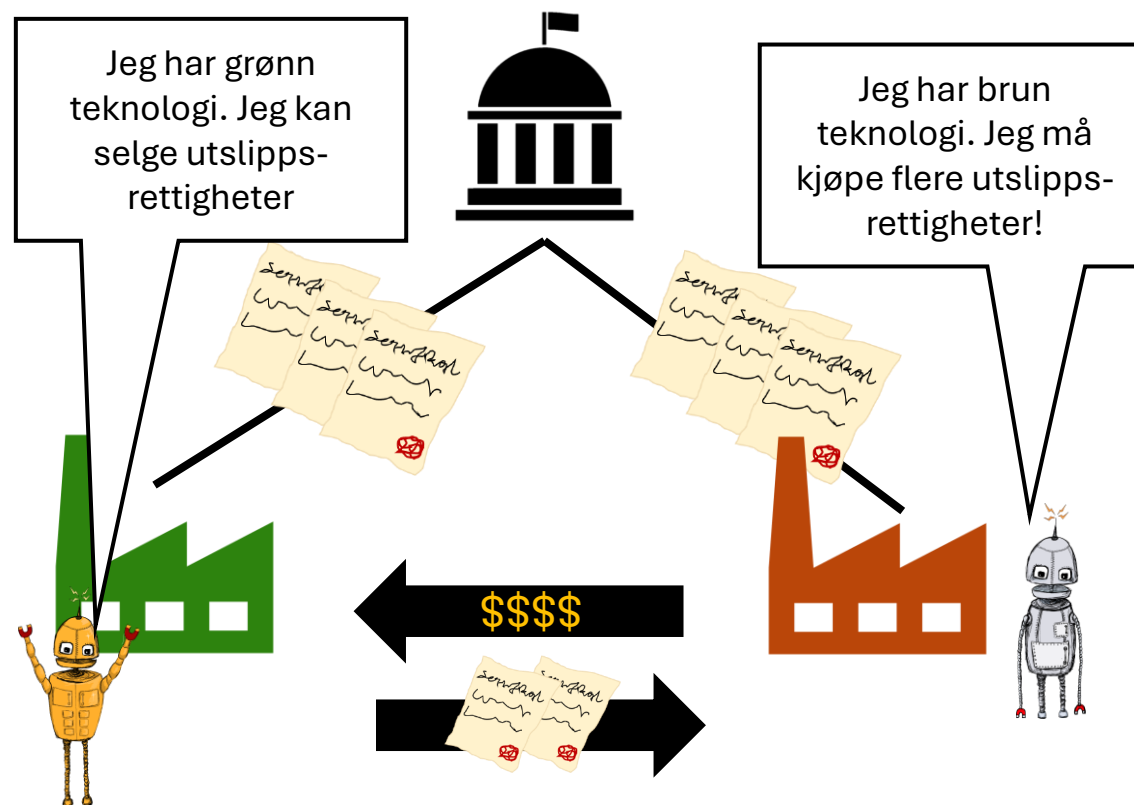 Jeg har grønn
teknologi. Jeg kan
selge utslipps-
rettigheter
Jeg har brun
teknologi. Jeg må
kjøpe flere utslipps-
rettigheter!
$$$$